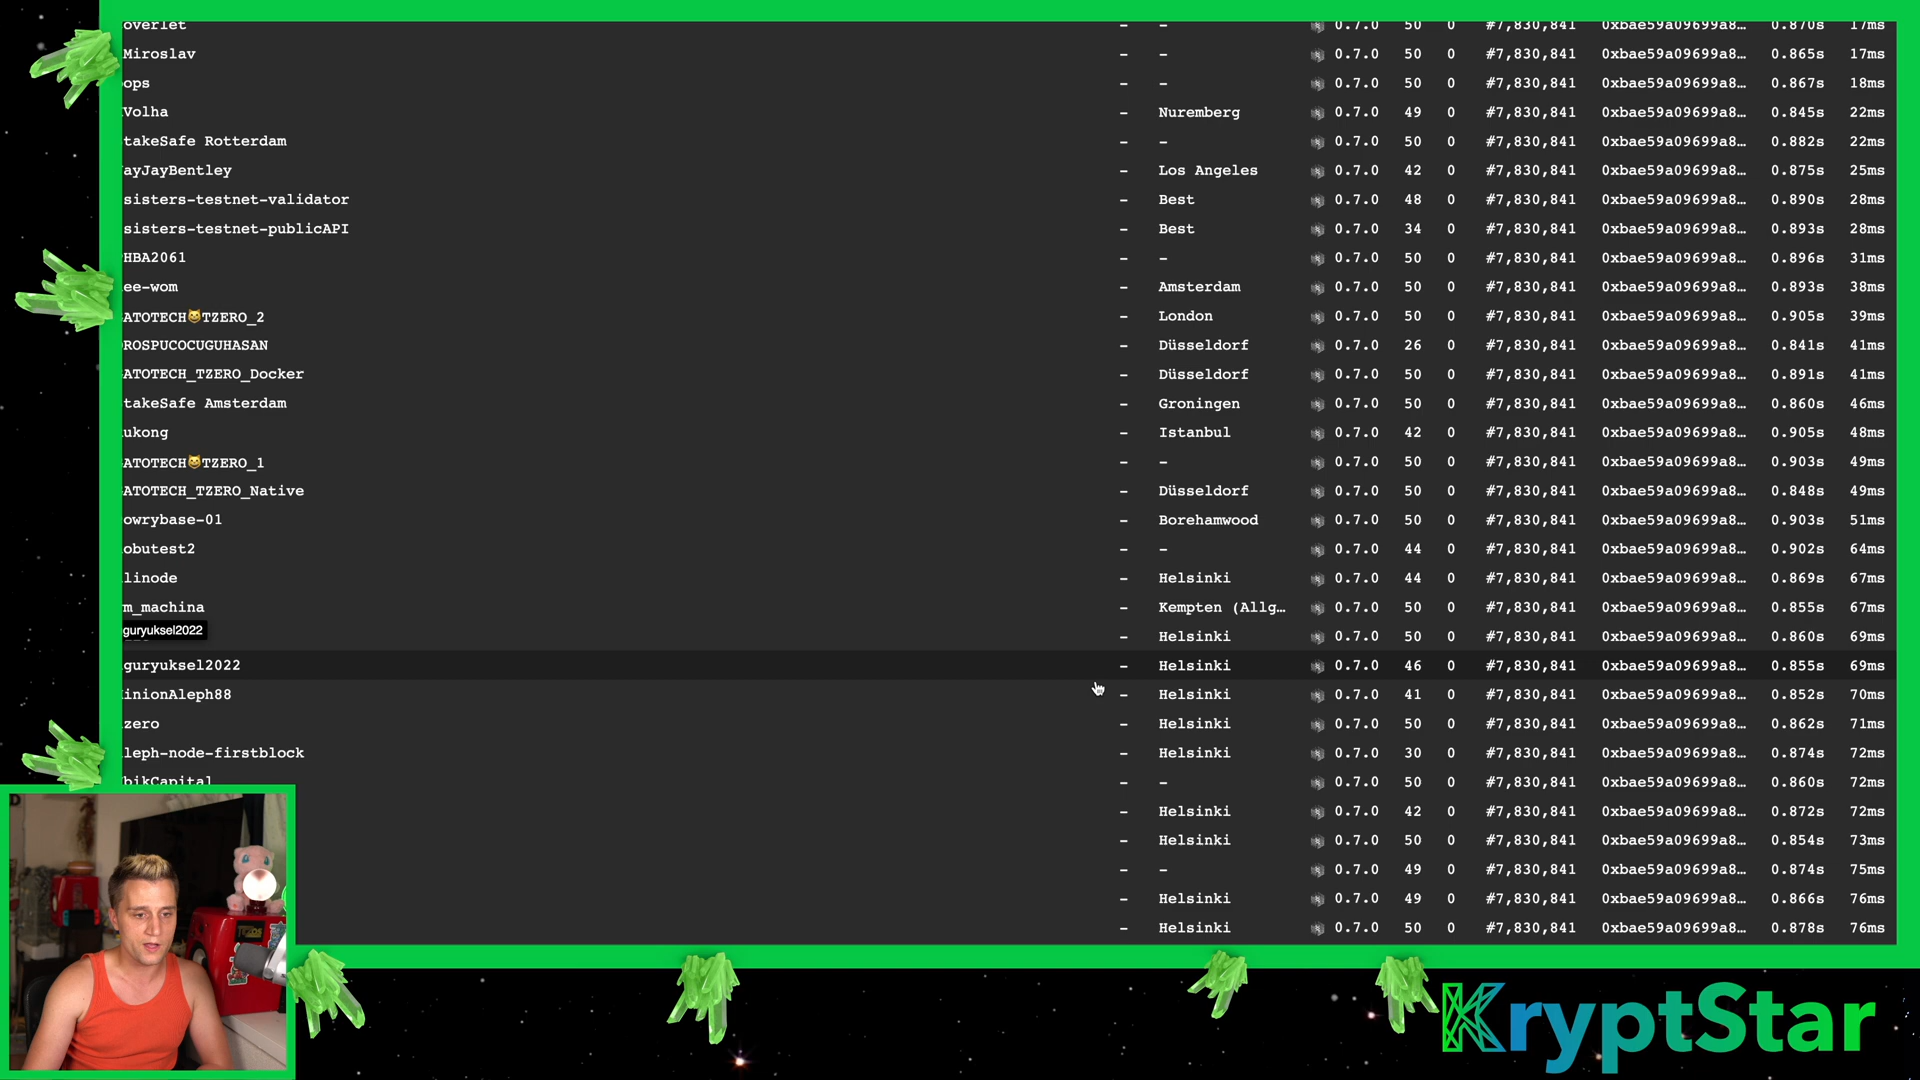 overlet – – 0.7.0 50 0 #7,830,841 0xbae59a09699a8… 0.870s 17ms
Miroslav – – 0.7.0 50 0 #7,830,841 0xbae59a09699a8… 0.865s 17ms
ops – – 0.7.0 50 0 #7,830,841 0xbae59a09699a8… 0.867s 18ms
Volha – Nuremberg 0.7.0 49 0 #7,830,841 0xbae59a09699a8… 0.845s 22ms
takeSafe Rotterdam – – 0.7.0 50 0 #7,830,841 0xbae59a09699a8… 0.882s 22ms
ayJayBentley – Los Angeles 0.7.0 42 0 #7,830,841 0xbae59a09699a8… 0.875s 25ms
sisters-testnet-validator – Best 0.7.0 48 0 #7,830,841 0xbae59a09699a8… 0.890s 28ms
sisters-testnet-publicAPI – Best 0.7.0 34 0 #7,830,841 0xbae59a09699a8… 0.893s 28ms
HBA2061 – – 0.7.0 50 0 #7,830,841 0xbae59a09699a8… 0.896s 31ms
ee-wom – Amsterdam 0.7.0 50 0 #7,830,841 0xbae59a09699a8… 0.893s 38ms
ATOTECH😺TZERO_2 – London 0.7.0 50 0 #7,830,841 0xbae59a09699a8… 0.905s 39ms
OROSPUCOCUGUHASAN – Düsseldorf 0.7.0 26 0 #7,830,841 0xbae59a09699a8… 0.841s 41ms
ATOTECH_TZERO_Docker – Düsseldorf 0.7.0 50 0 #7,830,841 0xbae59a09699a8… 0.891s 41ms
takeSafe Amsterdam – Groningen 0.7.0 50 0 #7,830,841 0xbae59a09699a8… 0.860s 46ms
ukong – Istanbul 0.7.0 42 0 #7,830,841 0xbae59a09699a8… 0.905s 48ms
ATOTECH😺TZERO_1 – – 0.7.0 50 0 #7,830,841 0xbae59a09699a8… 0.903s 49ms
ATOTECH_TZERO_Native – Düsseldorf 0.7.0 50 0 #7,830,841 0xbae59a09699a8… 0.848s 49ms
owrybase-01 – Borehamwood 0.7.0 50 0 #7,830,841 0xbae59a09699a8… 0.903s 51ms
obutest2 – – 0.7.0 44 0 #7,830,841 0xbae59a09699a8… 0.902s 64ms
linode – Helsinki 0.7.0 44 0 #7,830,841 0xbae59a09699a8… 0.869s 67ms
m_machina – Kempten (Allg… 0.7.0 50 0 #7,830,841 0xbae59a09699a8… 0.855s 67ms
guryuksel2022
– Helsinki 0.7.0 50 0 #7,830,841 0xbae59a09699a8… 0.860s 69ms
guryuksel2022 – Helsinki 0.7.0 46 0 #7,830,841 0xbae59a09699a8… 0.855s 69ms
inionAleph88 – Helsinki 0.7.0 41 0 #7,830,841 0xbae59a09699a8… 0.852s 70ms
zero – Helsinki 0.7.0 50 0 #7,830,841 0xbae59a09699a8… 0.862s 71ms
leph-node-firstblock – Helsinki 0.7.0 30 0 #7,830,841 0xbae59a09699a8… 0.874s 72ms
bikCapital – – 0.7.0 50 0 #7,830,841 0xbae59a09699a8… 0.860s 72ms
– Helsinki 0.7.0 42 0 #7,830,841 0xbae59a09699a8… 0.872s 72ms
– Helsinki 0.7.0 50 0 #7,830,841 0xbae59a09699a8… 0.854s 73ms
– – 0.7.0 49 0 #7,830,841 0xbae59a09699a8… 0.874s 75ms
– Helsinki 0.7.0 49 0 #7,830,841 0xbae59a09699a8… 0.866s 76ms
– Helsinki 0.7.0 50 0 #7,830,841 0xbae59a09699a8… 0.878s 76ms
KryptStar